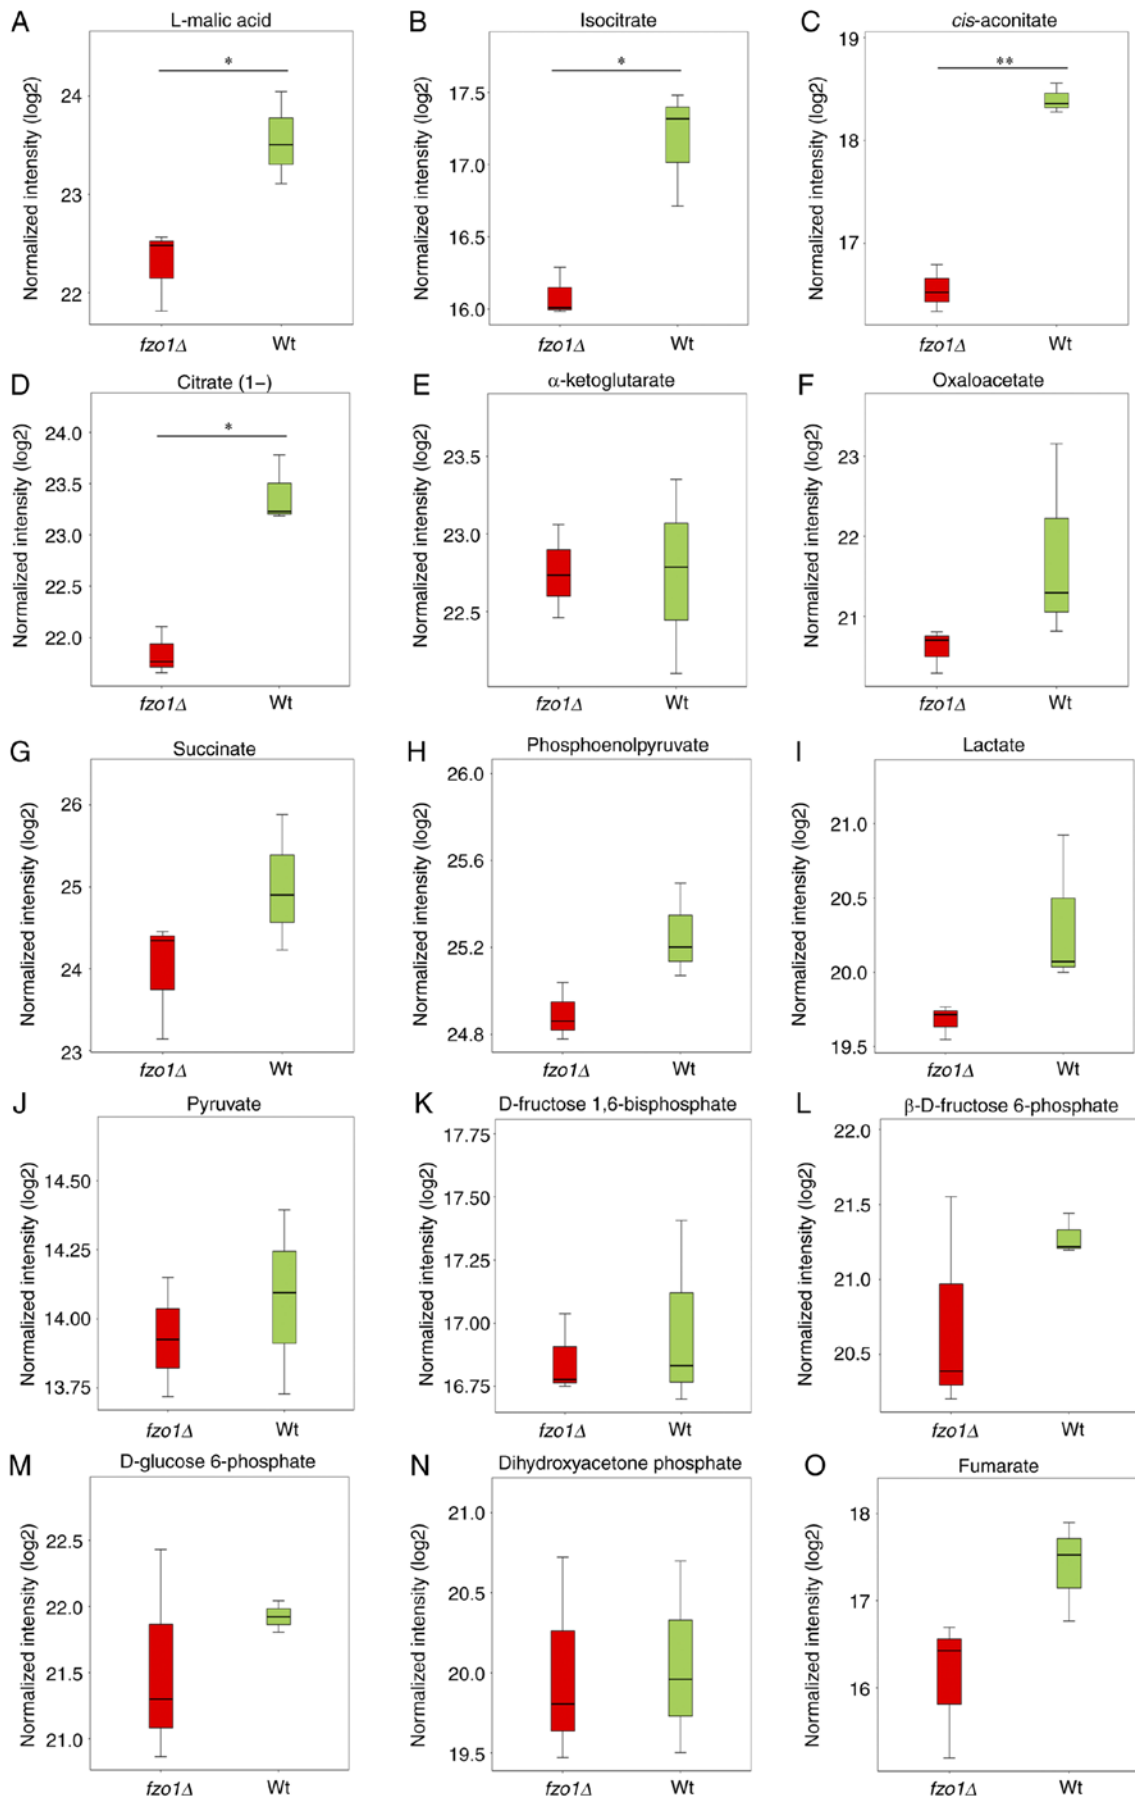 A
L-malic acid
Normalized intensity (log2)
24
23
22
*
fzo1Δ
Wt
B
Isocitrate
Normalized intensity (log2)
17.5
17.0
16.5
16.0
*
fzo1Δ
Wt
C
cis-aconitate
Normalized intensity (log2)
19
18
17
**
fzo1Δ
Wt
D
Citrate (1–)
Normalized intensity (log2)
24.0
23.5
23.0
22.5
22.0
*
fzo1Δ
Wt
E
α-ketoglutarate
Normalized intensity (log2)
23.5
23.0
22.5
fzo1Δ
Wt
F
Oxaloacetate
Normalized intensity (log2)
23
22
21
fzo1Δ
Wt
G
Succinate
Normalized intensity (log2)
26
25
24
23
fzo1Δ
Wt
H
Phosphoenolpyruvate
Normalized intensity (log2)
26.0
25.6
25.2
24.8
fzo1Δ
Wt
I
Lactate
Normalized intensity (log2)
21.0
20.5
20.0
19.5
fzo1Δ
Wt
J
Pyruvate
Normalized intensity (log2)
14.50
14.25
14.00
13.75
fzo1Δ
Wt
K
D-fructose 1,6-bisphosphate
Normalized intensity (log2)
17.75
17.50
17.25
17.00
16.75
fzo1Δ
Wt
L
β-D-fructose 6-phosphate
Normalized intensity (log2)
22.0
21.5
21.0
20.5
fzo1Δ
Wt
M
D-glucose 6-phosphate
Normalized intensity (log2)
22.5
22.0
21.5
21.0
fzo1Δ
Wt
N
Dihydroxyacetone phosphate
Normalized intensity (log2)
21.0
20.5
20.0
19.5
fzo1Δ
Wt
O
Fumarate
Normalized intensity (log2)
18
17
16
fzo1Δ
Wt